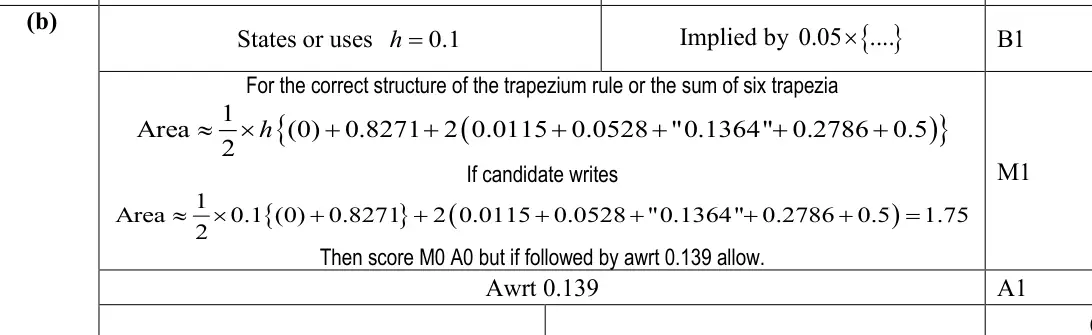 (b)
States or uses h = 0.1
Implied by 0.05×{....}
B1
For the correct structure of the trapezium rule or the sum of six trapezia
Area ≈ 1/2 × h{(0) + 0.8271 + 2(0.0115 + 0.0528 + "0.1364" + 0.2786 + 0.5)}
If candidate writes
Area ≈ 1/2 × 0.1{(0) + 0.8271} + 2(0.0115 + 0.0528 + "0.1364" + 0.2786 + 0.5) = 1.75
Then score M0 A0 but if followed by awrt 0.139 allow.
M1
Awrt 0.139
A1